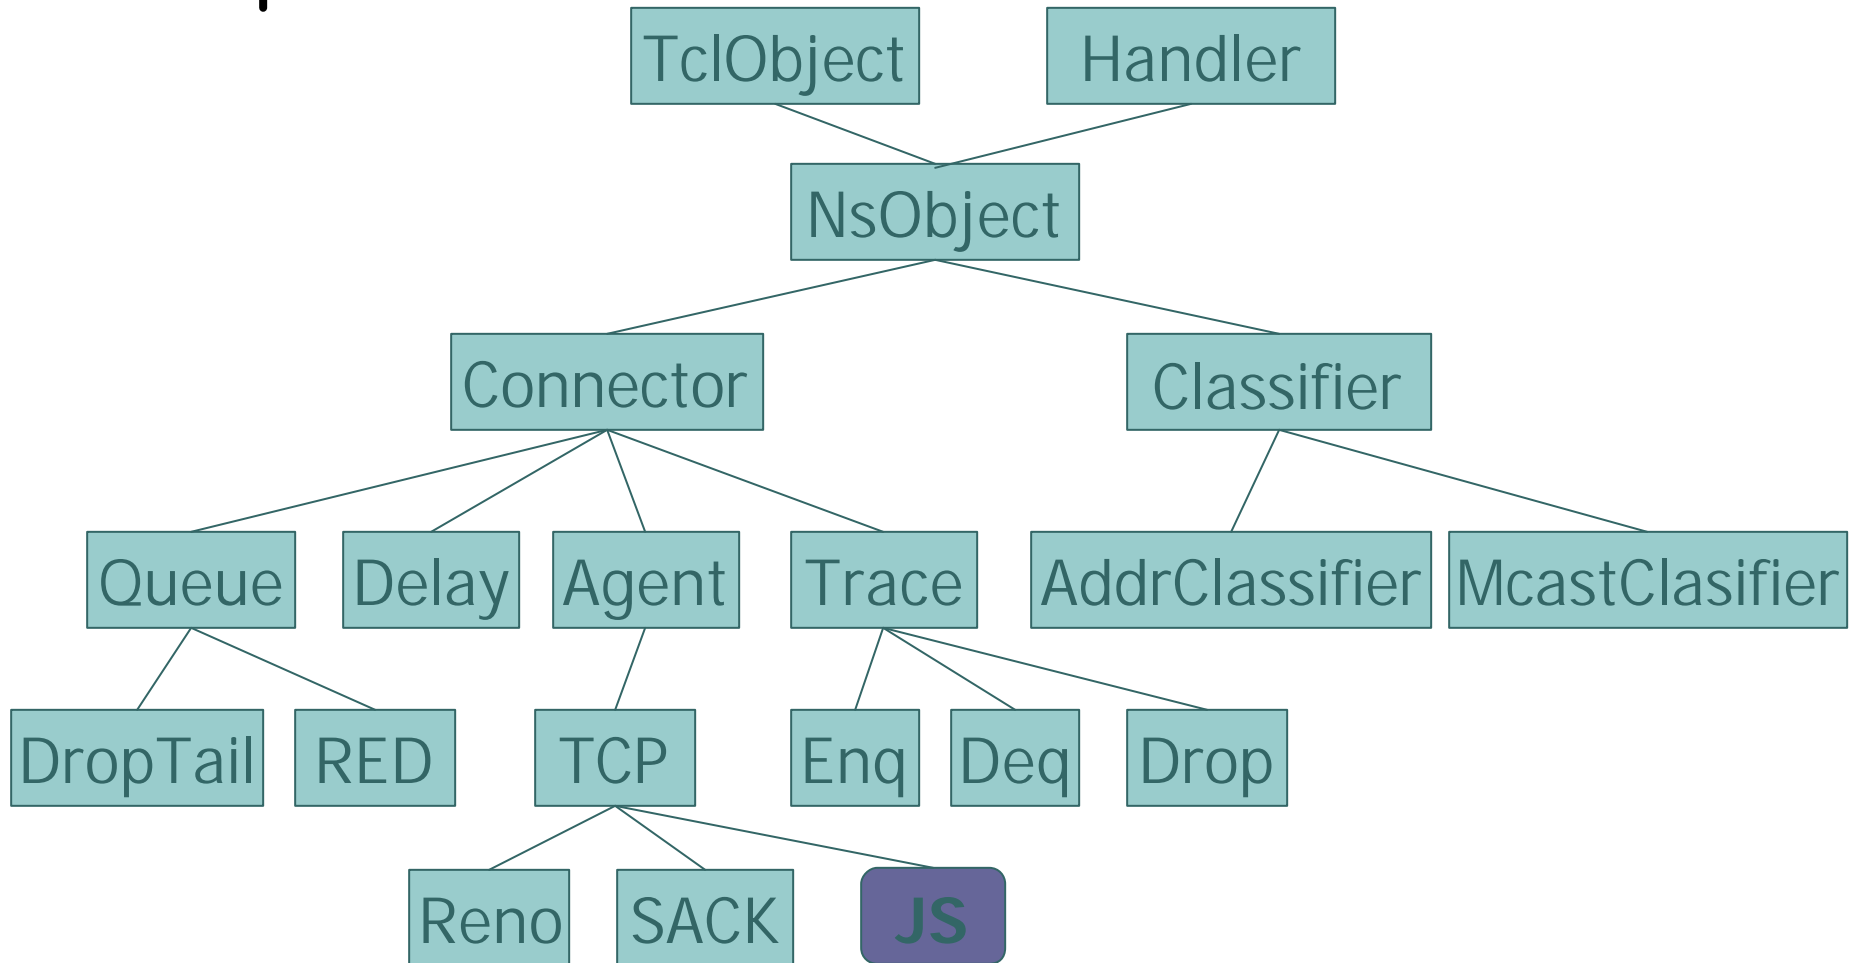 TclObject
Handler
NsObject
Connector
Classifier
Queue
Delay
Agent
Trace
AddrClassifier
McastClasifier
DropTail
RED
TCP
Enq
Deq
Drop
Reno
SACK
JS